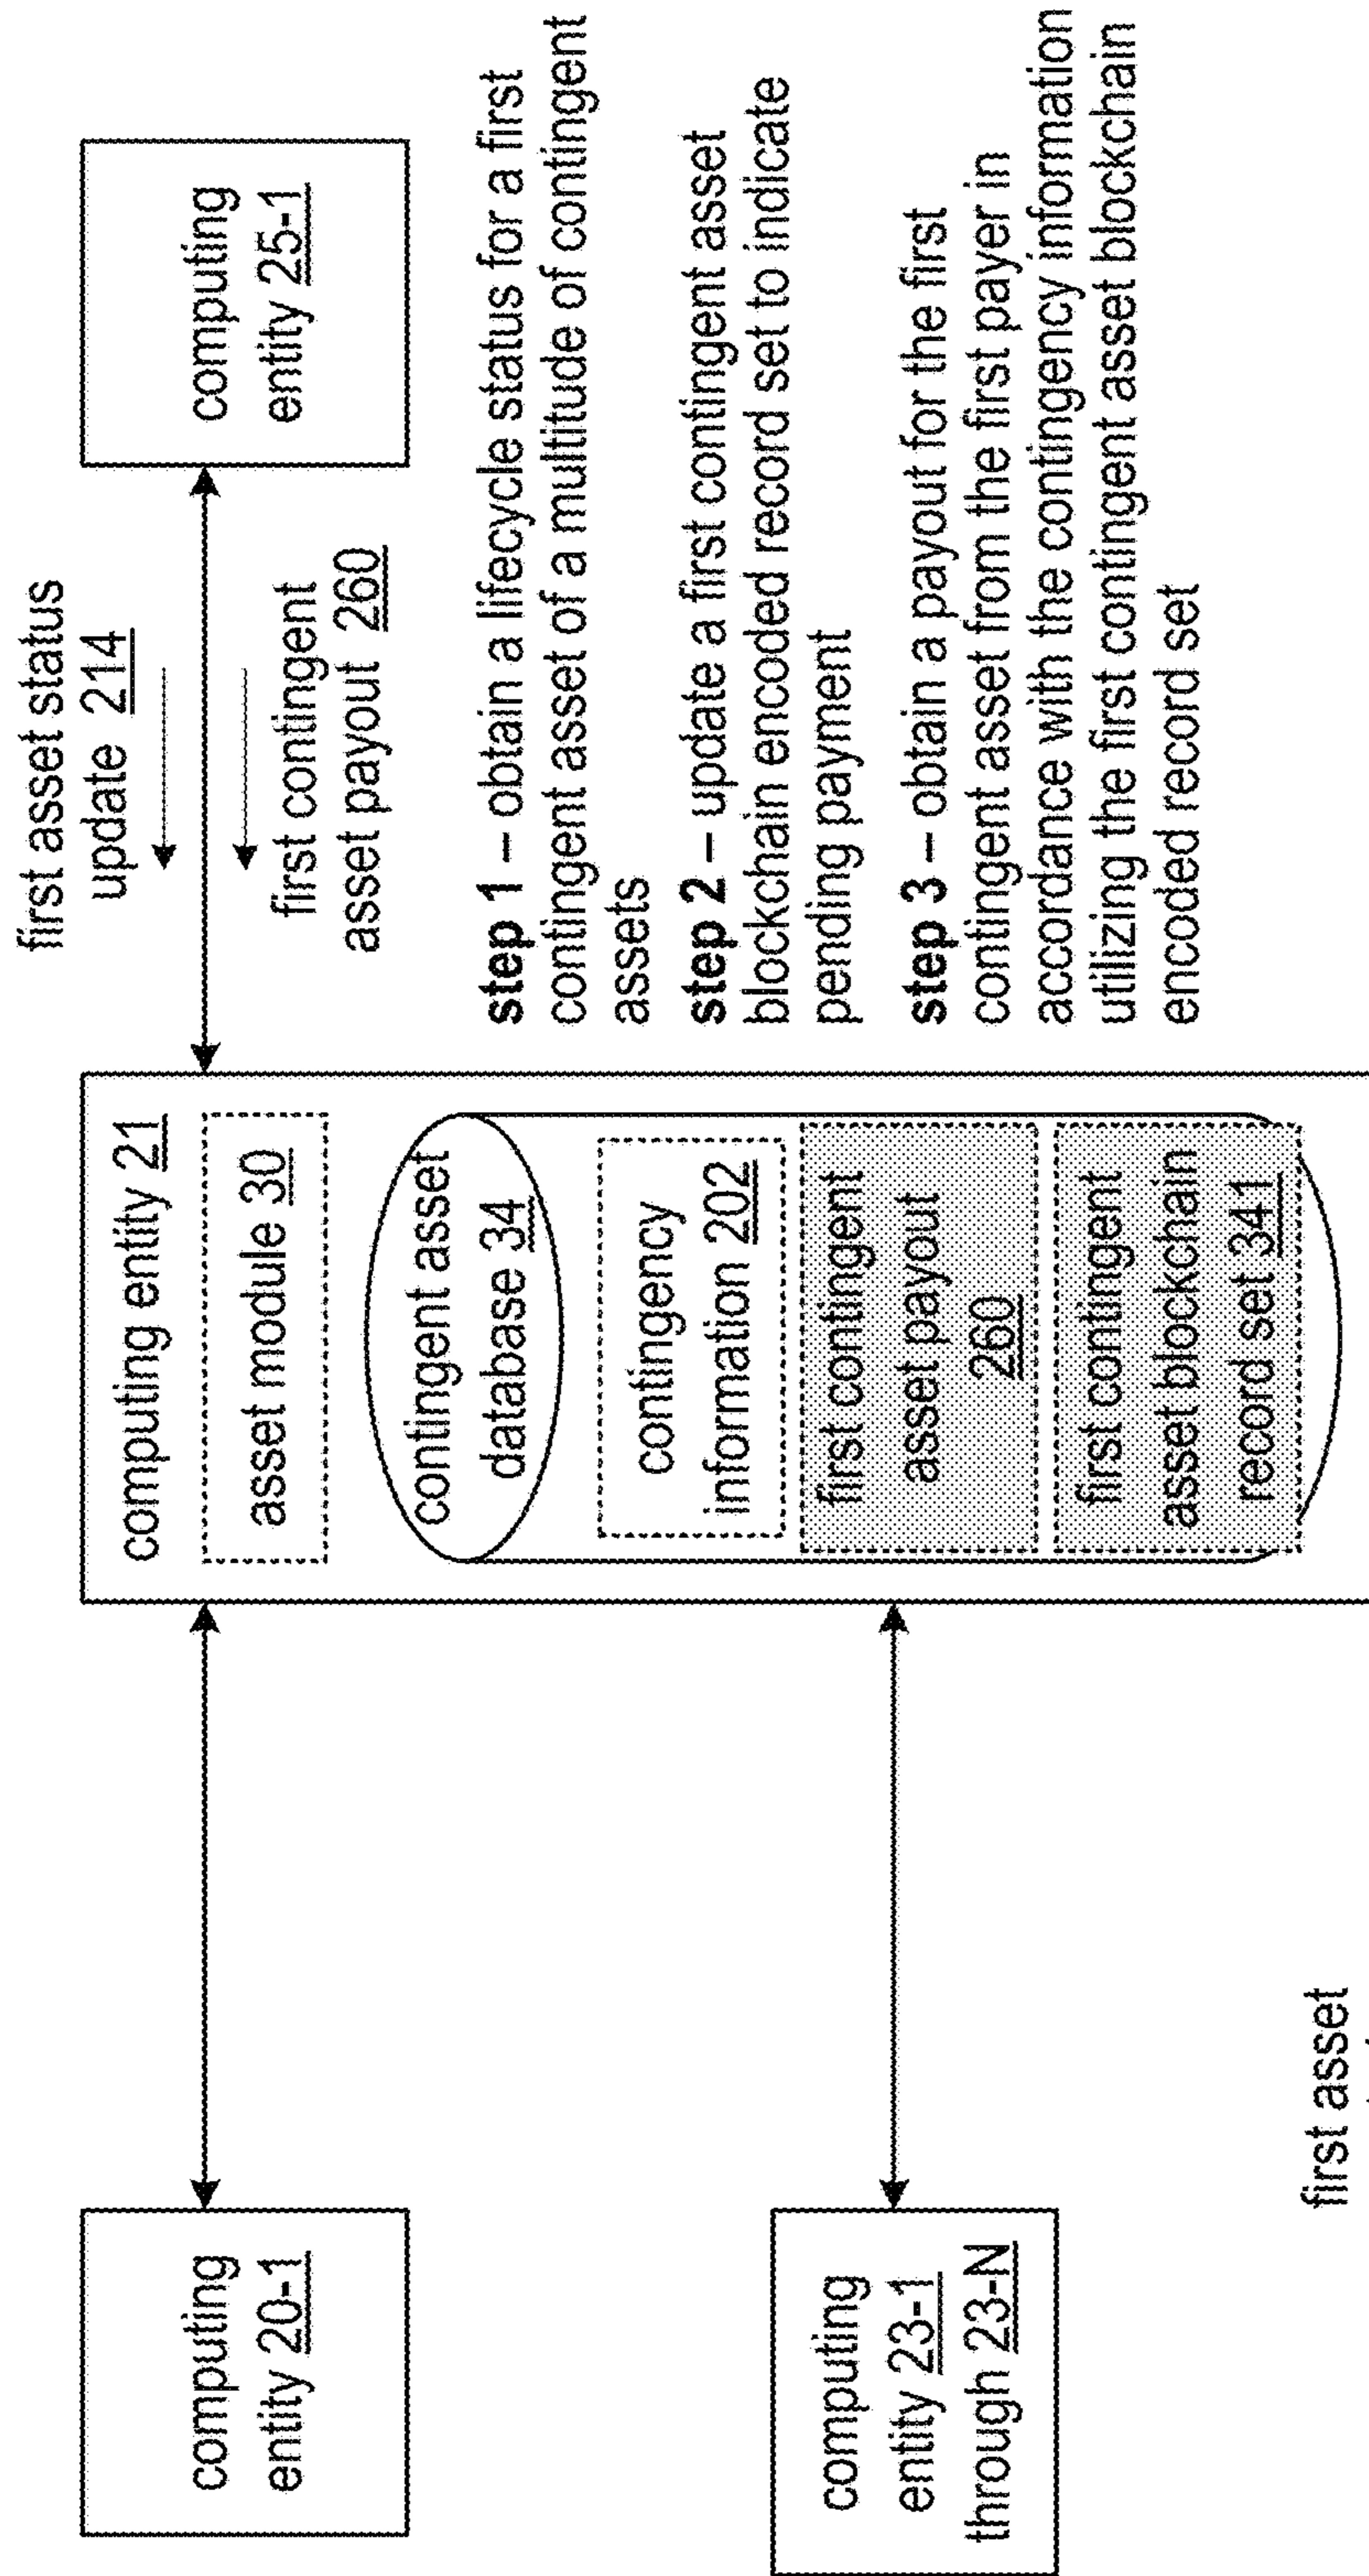 computing
entity 20-1
computing
entity 23-1
through 23-N
first asset
computing entity 21
asset module 30
contingent asset
database 34
contingency
information 202
first contingent
asset payout
260
first contingent
asset blockchain
record set 341
first asset status
update 214
first contingent
asset payout 260
computing
entity 25-1
step 1 – obtain a lifecycle status for a first
contingent asset of a multitude of contingent
assets
step 2 – update a first contingent asset
blockchain encoded record set to indicate
pending payment
step 3 – obtain a payout for the first
contingent asset from the first payer in
accordance with the contingency information
utilizing the first contingent asset blockchain
encoded record set